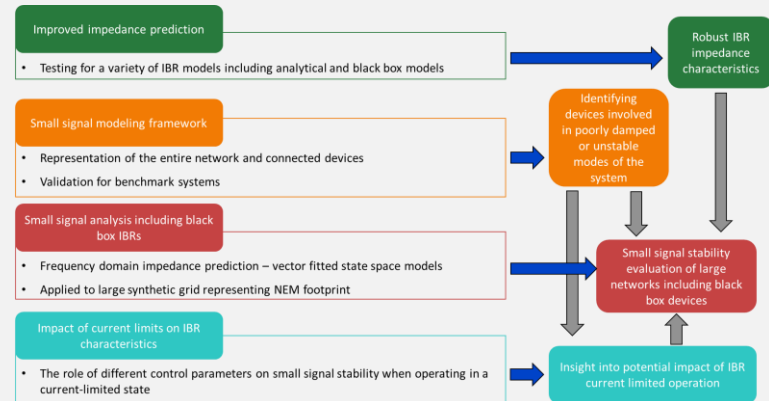 Improved impedance prediction
• Testing for a variety of IBR models including analytical and black box models
Robust IBR
impedance
characteristics
Small signal modeling framework
• Representation of the entire network and connected devices
• Validation for benchmark systems
Identifying
devices involved
in poorly damped
or unstable
modes of the
system
Small signal analysis including black
box IBRs
• Frequency domain impedance prediction – vector fitted state space models
• Applied to large synthetic grid representing NEM footprint
Small signal stability
evaluation of large
networks including black
box devices
Impact of current limits on IBR
characteristics
• The role of different control parameters on small signal stability when operating in a
current-limited state
Insight into potential impact of IBR
current limited operation